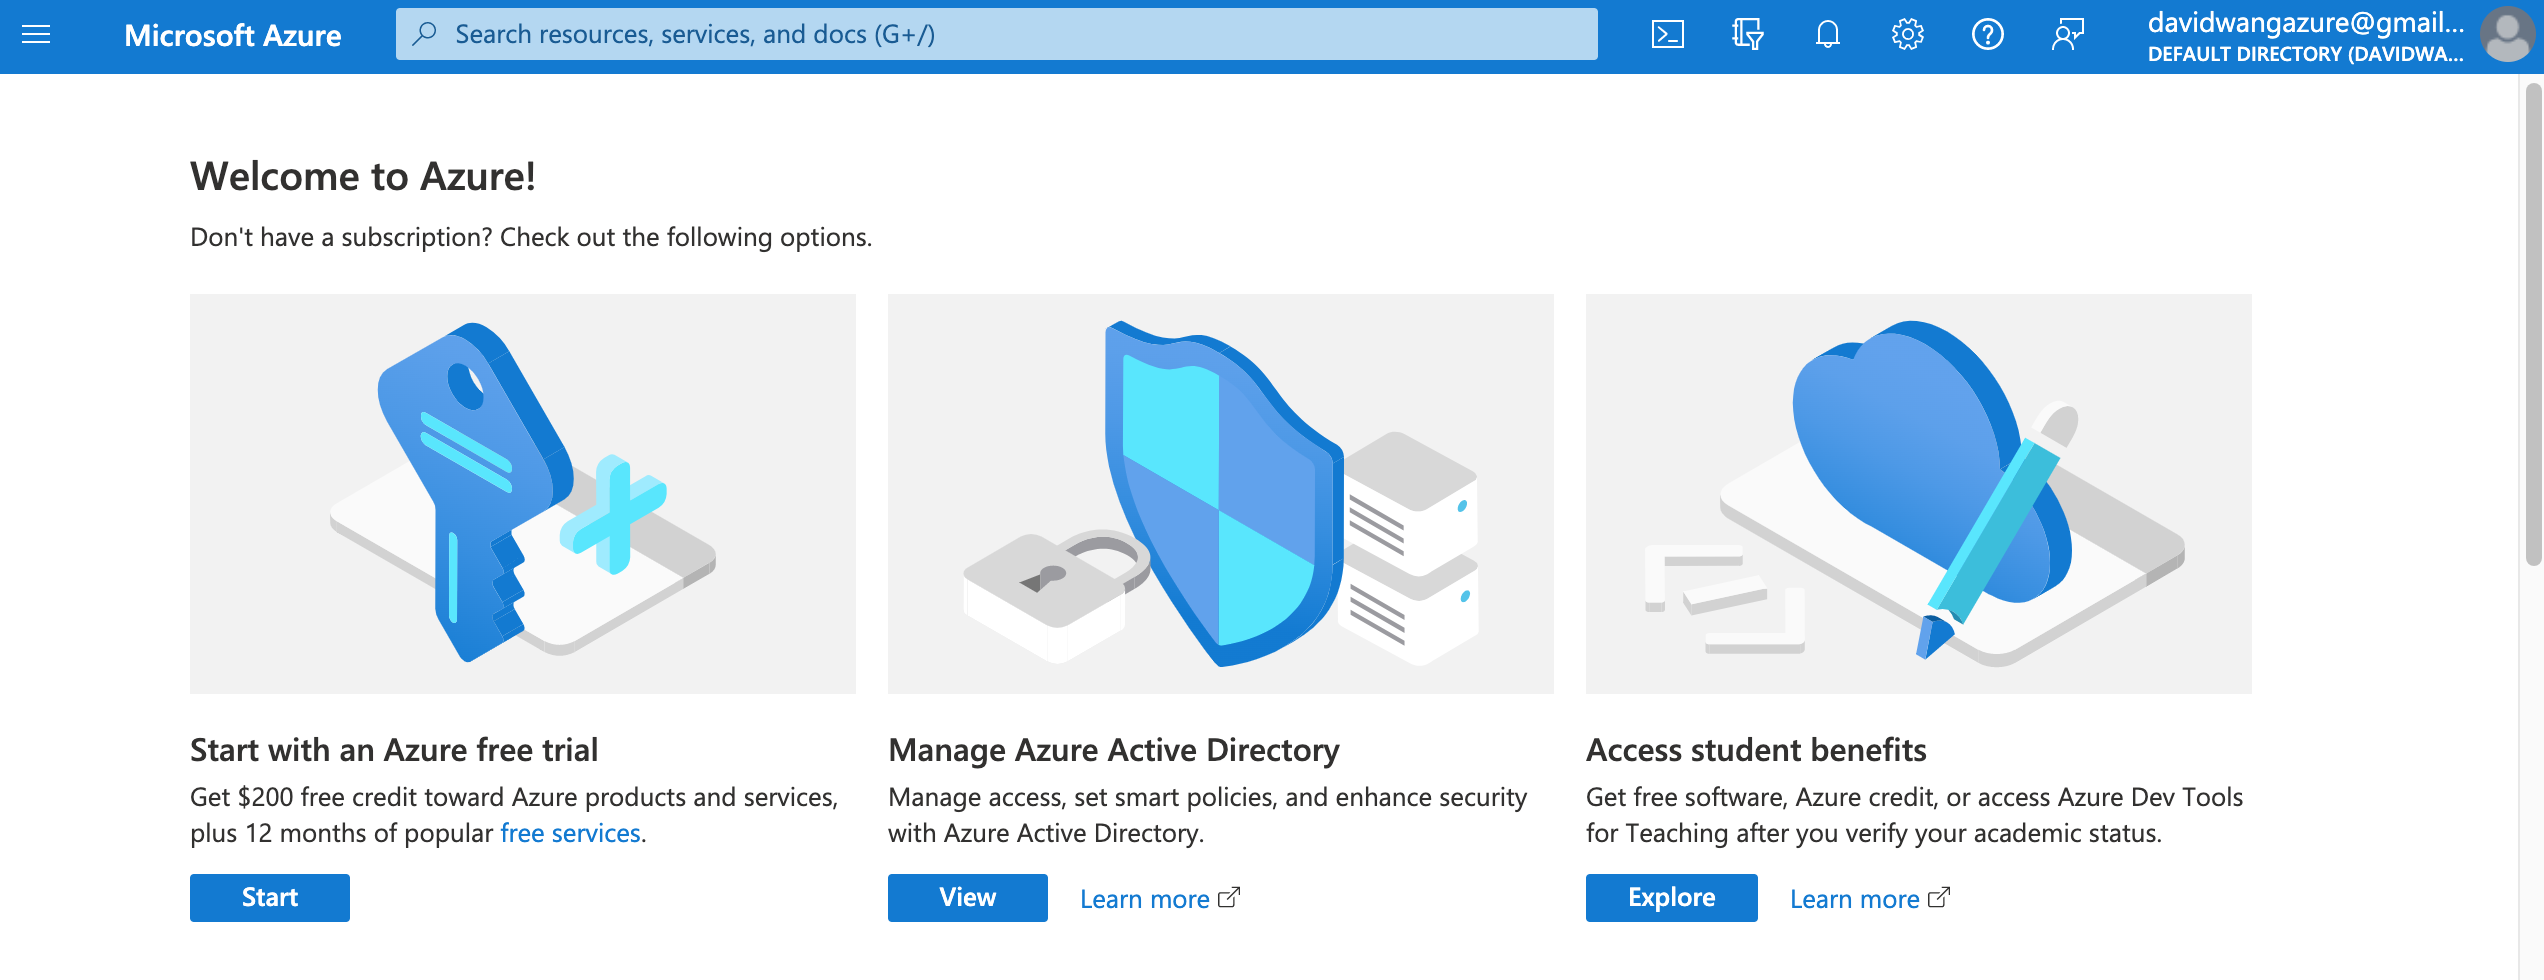 Microsoft Azure
Search resources, services, and docs (G+/)
davidwangazure@gmail...
DEFAULT DIRECTORY (DAVIDWA...
Welcome to Azure!
Don't have a subscription? Check out the following options.
Start with an Azure free trial
Get $200 free credit toward Azure products and services,
plus 12 months of popular free services.
Start
Manage Azure Active Directory
Manage access, set smart policies, and enhance security
with Azure Active Directory.
View
Learn more
Access student benefits
Get free software, Azure credit, or access Azure Dev Tools
for Teaching after you verify your academic status.
Explore
Learn more